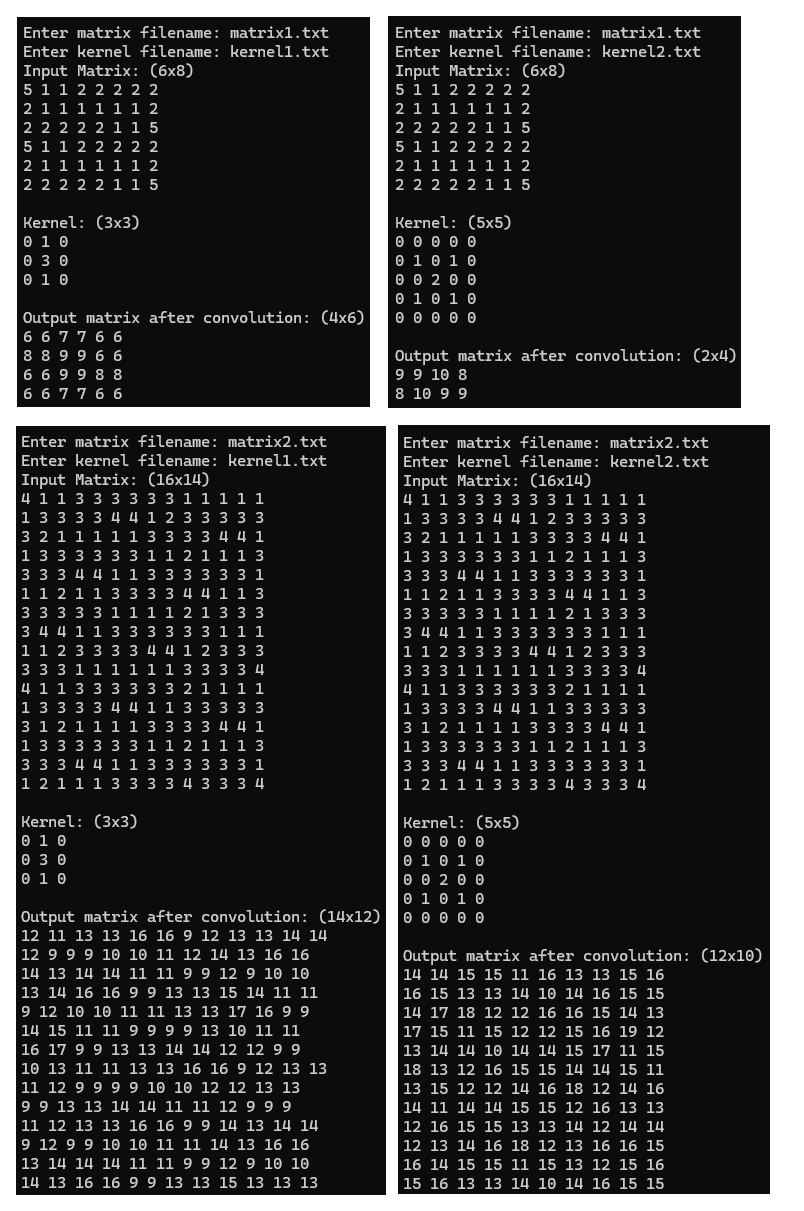 Enter matrix filename: matrix1.txt
Enter kernel filename: kernel1.txt
Input Matrix: (6x8)
5 1 1 2 2 2 2 2
2 1 1 1 1 1 1 2
2 2 2 2 2 1 1 5
5 1 1 2 2 2 2 2
2 1 1 1 1 1 1 2
2 2 2 2 2 1 1 5
Kernel: (3x3)
0 1 0
0 3 0
0 1 0
Output matrix after convolution: (4x6)
6 6 7 7 6 6
8 8 9 9 6 6
6 6 9 9 8 8
6 6 7 7 6 6
Enter matrix filename: matrix1.txt
Enter kernel filename: kernel2.txt
Input Matrix: (6x8)
5 1 1 2 2 2 2 2
2 1 1 1 1 1 1 2
2 2 2 2 2 1 1 5
5 1 1 2 2 2 2 2
2 1 1 1 1 1 1 2
2 2 2 2 2 1 1 5
Kernel: (5x5)
0 0 0 0 0
0 1 0 1 0
0 0 2 0 0
0 1 0 1 0
0 0 0 0 0
Output matrix after convolution: (2x4)
9 9 10 8
8 10 9 9
Enter matrix filename: matrix2.txt
Enter kernel filename: kernel1.txt
Input Matrix: (16x14)
4 1 1 3 3 3 3 3 3 1 1 1 1 1
1 3 3 3 3 4 4 1 2 3 3 3 3 3
3 2 1 1 1 1 1 3 3 3 3 4 4 1
1 3 3 3 3 3 3 1 1 2 1 1 1 3
3 3 3 4 4 1 1 3 3 3 3 3 3 1
1 1 2 1 1 3 3 3 3 4 4 1 1 3
3 3 3 3 3 1 1 1 1 2 1 3 3 3
3 4 4 1 1 3 3 3 3 3 3 1 1 1
1 1 2 3 3 3 3 4 4 1 2 3 3 3
3 3 3 1 1 1 1 1 1 3 3 3 3 4
4 1 1 3 3 3 3 3 3 2 1 1 1 1
1 3 3 3 3 4 4 1 1 3 3 3 3 3
3 1 2 1 1 1 1 3 3 3 3 4 4 1
1 3 3 3 3 3 3 1 1 2 1 1 1 3
3 3 3 4 4 1 1 3 3 3 3 3 3 1
1 2 1 1 1 3 3 3 3 4 3 3 3 4
Kernel: (3x3)
0 1 0
0 3 0
0 1 0
Output matrix after convolution: (14x12)
12 11 13 13 16 16 9 12 13 13 14 14
12 9 9 9 10 10 11 12 14 13 16 16
14 13 14 14 11 11 9 9 12 9 10 10
13 14 16 16 9 9 13 13 15 14 11 11
9 12 10 10 11 11 13 13 17 16 9 9
14 15 11 11 9 9 9 9 13 10 11 11
16 17 9 9 13 13 14 14 12 12 9 9
10 13 11 11 13 13 16 16 9 12 13 13
11 12 9 9 9 9 10 10 12 12 13 13
9 9 13 13 14 14 11 11 12 9 9 9
11 12 13 13 16 16 9 9 14 13 14 14
9 12 9 9 10 10 11 11 14 13 16 16
13 14 14 14 11 11 9 9 12 9 10 10
14 13 16 16 9 9 13 13 15 13 13 13
Enter matrix filename: matrix2.txt
Enter kernel filename: kernel2.txt
Input Matrix: (16x14)
4 1 1 3 3 3 3 3 3 1 1 1 1 1
1 3 3 3 3 4 4 1 2 3 3 3 3 3
3 2 1 1 1 1 1 3 3 3 3 4 4 1
1 3 3 3 3 3 3 1 1 2 1 1 1 3
3 3 3 4 4 1 1 3 3 3 3 3 3 1
1 1 2 1 1 3 3 3 3 4 4 1 1 3
3 3 3 3 3 1 1 1 1 2 1 3 3 3
3 4 4 1 1 3 3 3 3 3 3 1 1 1
1 1 2 3 3 3 3 4 4 1 2 3 3 3
3 3 3 1 1 1 1 1 1 3 3 3 3 4
4 1 1 3 3 3 3 3 3 2 1 1 1 1
1 3 3 3 3 4 4 1 1 3 3 3 3 3
3 1 2 1 1 1 1 3 3 3 3 4 4 1
1 3 3 3 3 3 3 1 1 2 1 1 1 3
3 3 3 4 4 1 1 3 3 3 3 3 3 1
1 2 1 1 1 3 3 3 3 4 3 3 3 4
Kernel: (5x5)
0 0 0 0 0
0 1 0 1 0
0 0 2 0 0
0 1 0 1 0
0 0 0 0 0
Output matrix after convolution: (12x10)
14 14 15 15 11 16 13 13 15 16
16 15 13 13 14 10 14 16 15 15
14 17 18 12 12 16 16 15 14 13
17 15 11 15 12 12 15 16 19 12
13 14 14 10 14 14 15 17 11 15
18 13 12 16 15 15 14 14 15 11
13 15 12 12 14 16 18 12 14 16
14 11 14 14 15 15 12 16 13 13
12 16 15 15 13 13 14 12 14 14
12 13 14 16 18 12 13 16 16 15
16 14 15 15 11 15 13 12 15 16
15 16 13 13 14 10 14 16 15 15